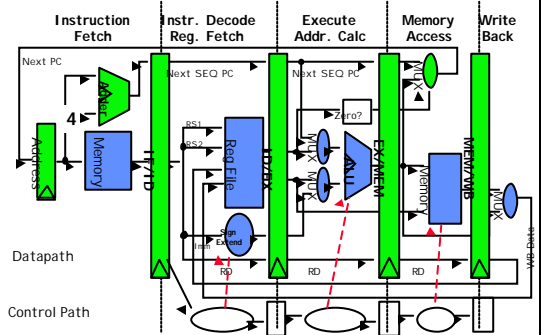 Instruction
Fetch
Instr. Decode
Reg. Fetch
Execute
Addr. Calc
Memory
Access
Write
Back
Next PC
Next SEQ PC
Next SEQ PC
MUX
4
Adder
Zero?
RS1
RS2
Address
Memory
IF/ID
Reg File
ID/EX
MUX
MUX
ALU
EX/MEM
Memory
MEM/WB
MUX
Sign
Extend
Imm
WB Data
Datapath
RD
RD
RD
Control Path